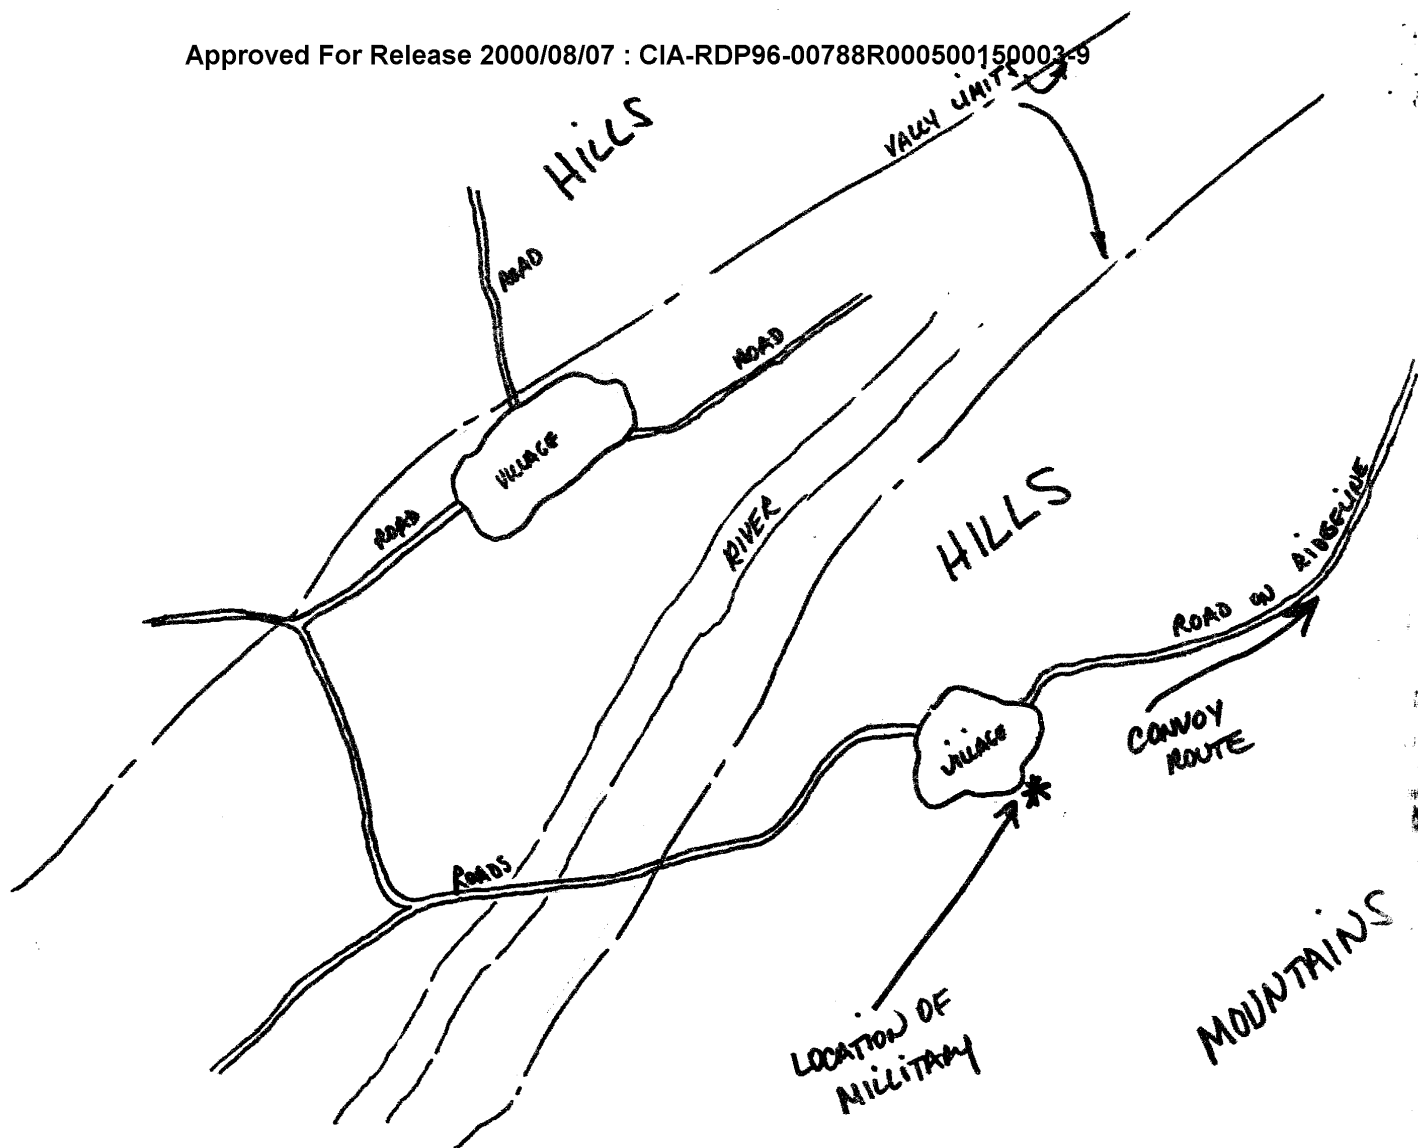 Approved For Release 2000/08/07 : CIA-RDP96-00788R000500150003-9
VALLY LIMITS
HILLS
ROAD
ROAD
VILLAGE
ROAD
RIVER
HILLS
ROAD ON RIDGELINE
CONVOY
ROUTE
VILLAGE
*
ROADS
LOCATION OF
MILLITARY
MOUNTAINS